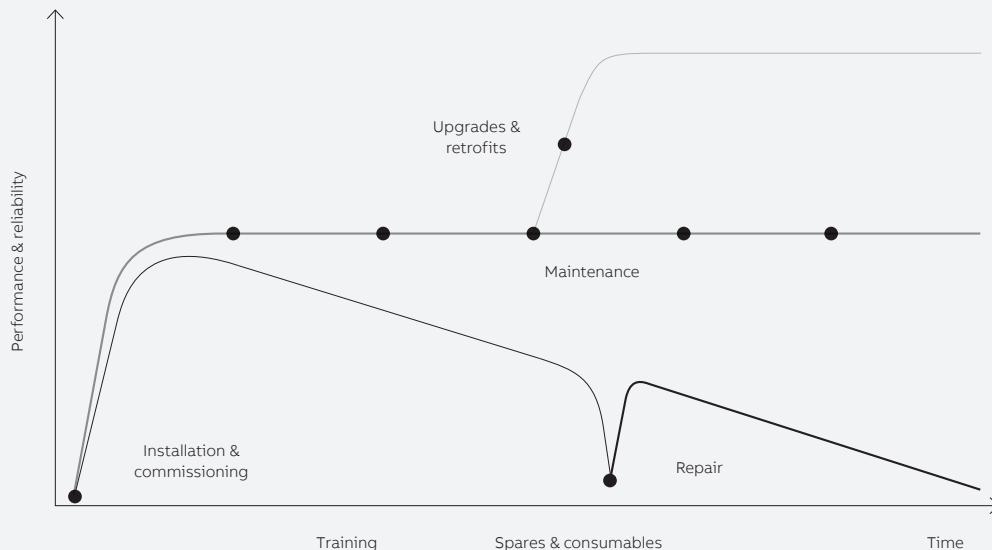 Upgrades &
retrofits
Performance & reliability
Maintenance
Installation &
commissioning
Repair
Training
Spares & consumables
Time